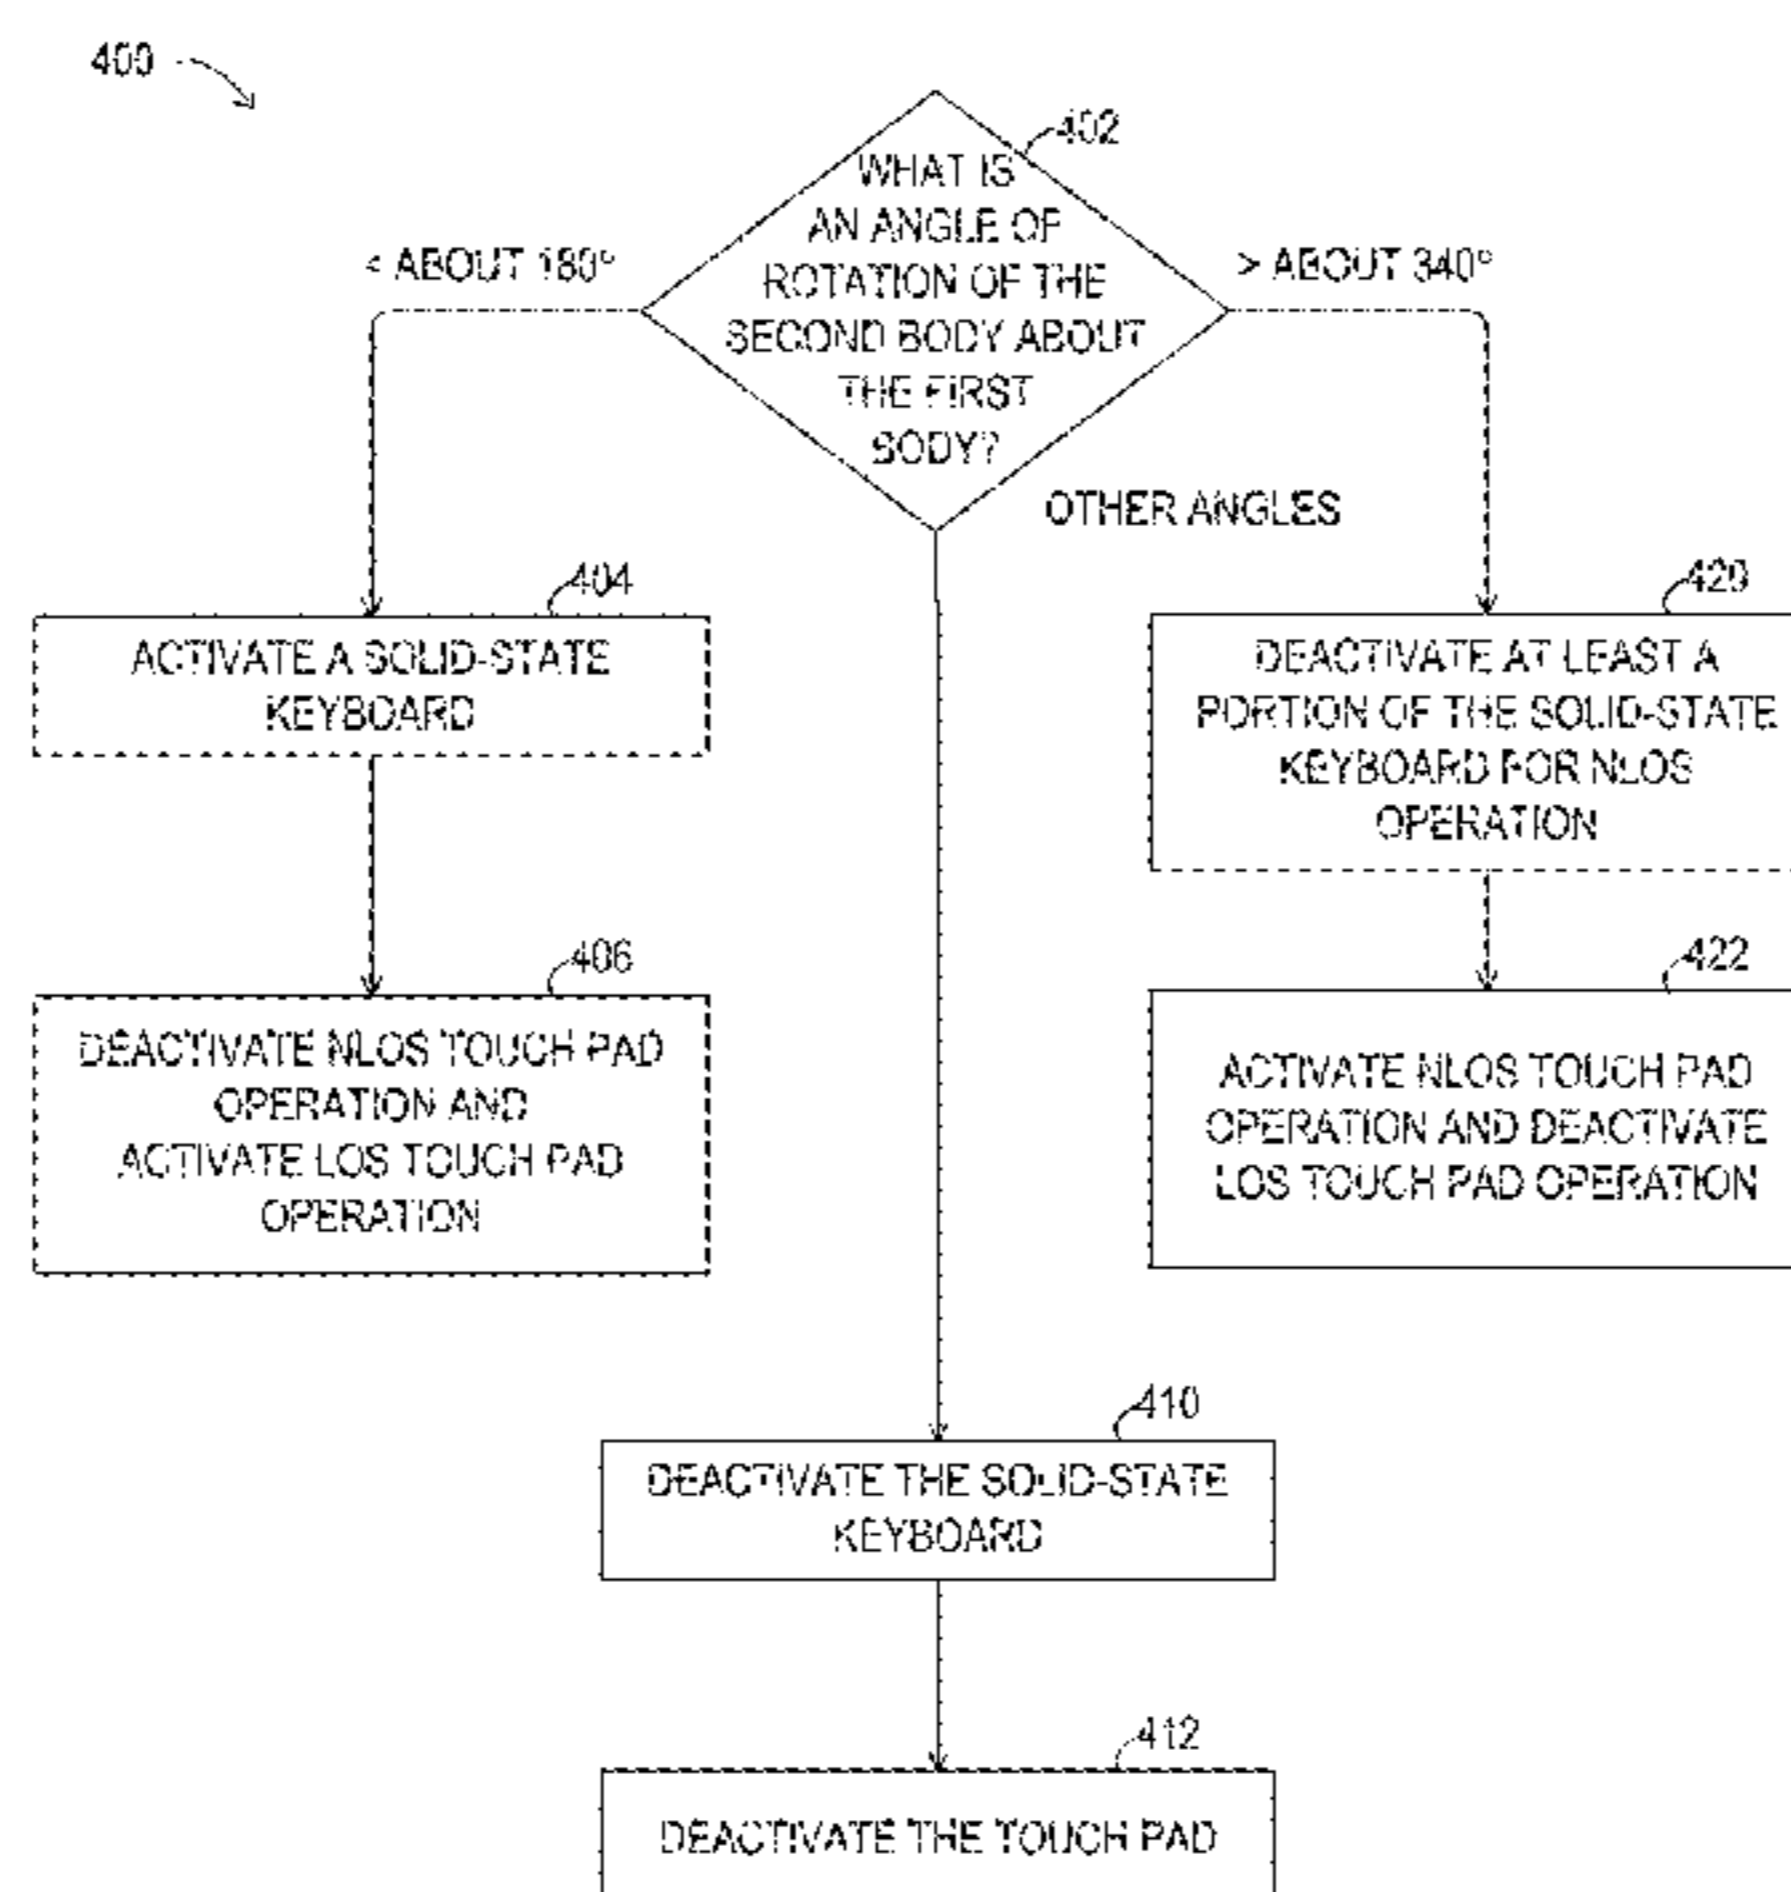 400
402
WHAT IS
AN ANGLE OF
ROTATION OF THE
SECOND BODY ABOUT
THE FIRST
BODY?
< ABOUT 180°
> ABOUT 340°
OTHER ANGLES
404
ACTIVATE A SOLID-STATE
KEYBOARD
420
DEACTIVATE AT LEAST A
PORTION OF THE SOLID-STATE
KEYBOARD FOR NLOS
OPERATION
406
DEACTIVATE NLOS TOUCH PAD
OPERATION AND
ACTIVATE LOS TOUCH PAD
OPERATION
422
ACTIVATE NLOS TOUCH PAD
OPERATION AND DEACTIVATE
LOS TOUCH PAD OPERATION
410
DEACTIVATE THE SOLID-STATE
KEYBOARD
412
DEACTIVATE THE TOUCH PAD